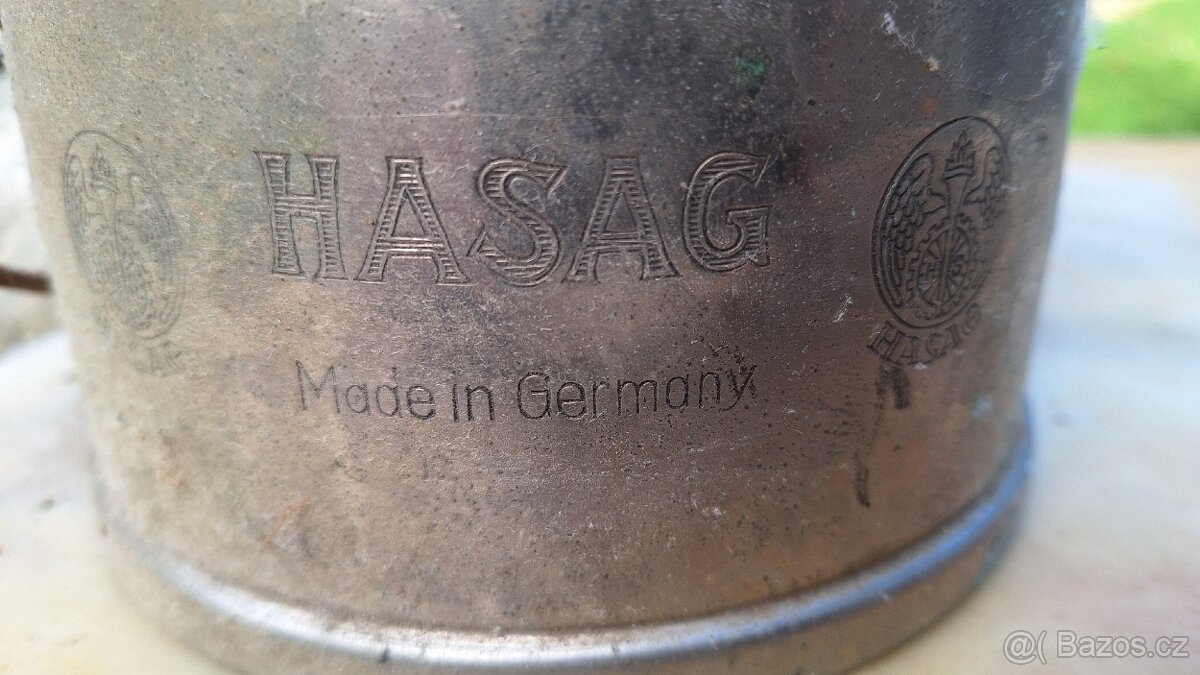 HASAG
Made in Germany.
HASAG
@( Bazos.cz